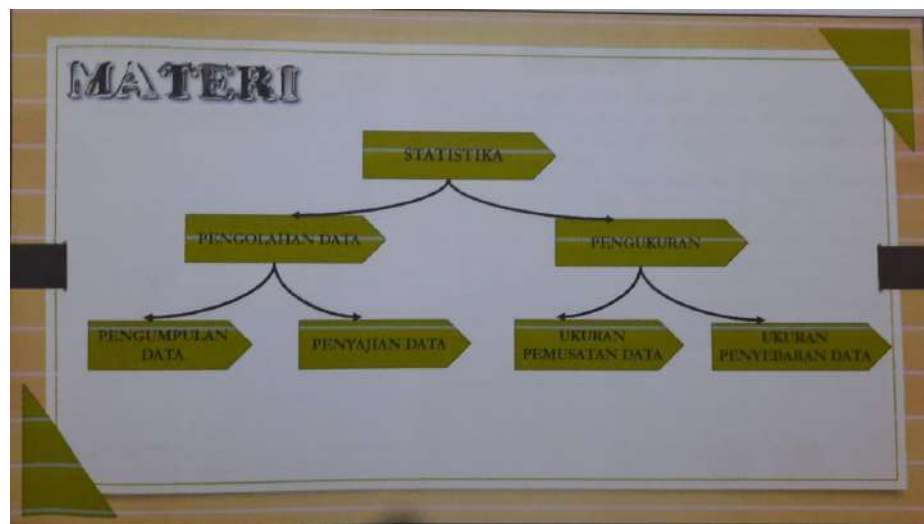 MATERI
STATISTIKA
PENGOLAHAN DATA
PENGUKURAN
PENGUMPULAN
DATA
PENYAJIAN DATA
UKURAN
PEMUSATAN DATA
UKURAN
PENYEBARAN DATA